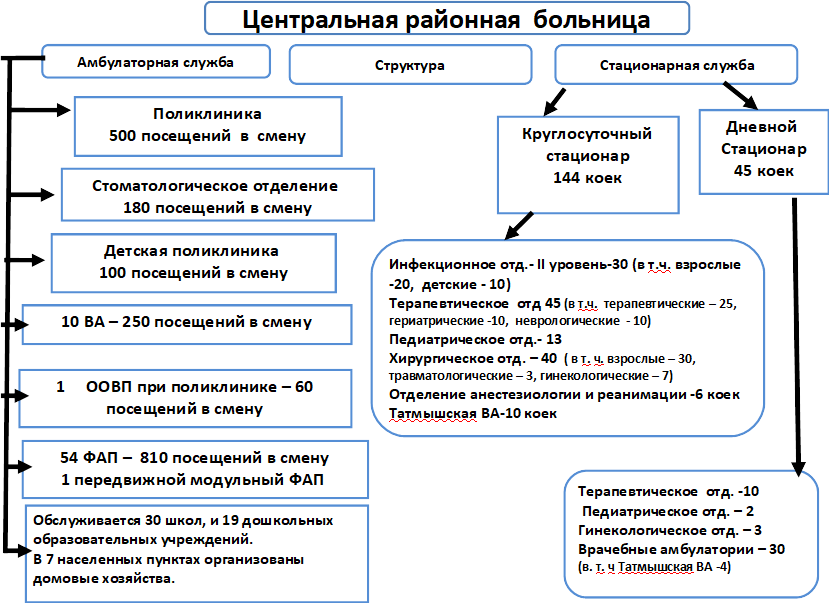 Центральная районная больница
Амбулаторная служба
Структура
Стационарная служба
Поликлиника
500 посещений в смену
Стоматологическое отделение
180 посещений в смену
Детская поликлиника
100 посещений в смену
10 ВА – 250 посещений в смену
1 ООВП при поликлинике – 60
посещений в смену
54 ФАП – 810 посещений в смену
1 передвижной модульный ФАП
Обслуживается 30 школ, и 19 дошкольных
образовательных учреждений.
В 7 населенных пунктах организованы
домовые хозяйства.
Круглосуточный
стационар
144 коек
Дневной
Стационар
45 коек
Инфекционное отд.- II уровень-30 (в т.ч. взрослые
-20, детские - 10)
Терапевтическое отд 45 (в т.ч. терапевтические – 25,
гериатрические -10, неврологические - 10)
Педиатрическое отд.- 13
Хирургическое отд. – 40 ( в т. ч. взрослые – 30,
травматологические – 3, гинекологические – 7)
Отделение анестезиологии и реанимации -6 коек
Татмышская ВА-10 коек
Терапевтическое отд. -10
Педиатрическое отд. – 2
Гинекологическое отд. – 3
Врачебные амбулатории – 30
(в. т. ч Татмышская ВА -4)